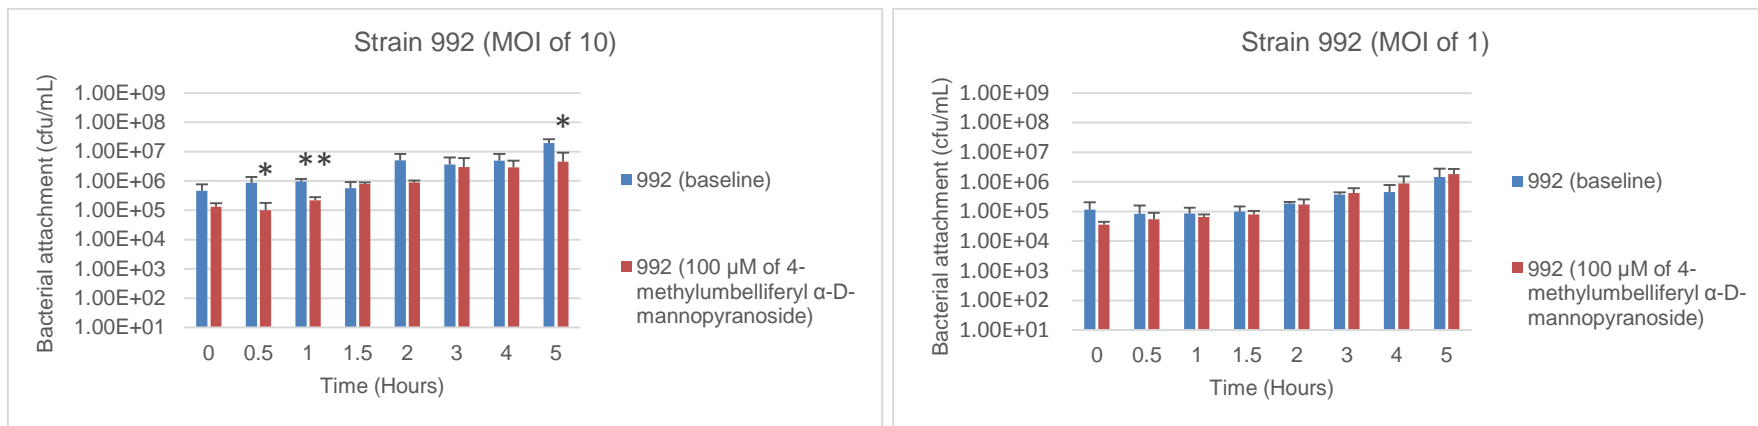 Strain 992 (MOI of 10)
Bacterial attachment (cfu/mL)
1.00E+09
1.00E+08
1.00E+07
1.00E+06
1.00E+05
1.00E+04
1.00E+03
1.00E+02
1.00E+01
*
**
*
0 0.5 1 1.5 2 3 4 5
Time (Hours)
992 (baseline)
992 (100 µM of 4-
methylumbelliferyl α-D-
mannopyranoside)
Strain 992 (MOI of 1)
Bacterial attachment (cfu/mL)
1.00E+09
1.00E+08
1.00E+07
1.00E+06
1.00E+05
1.00E+04
1.00E+03
1.00E+02
1.00E+01
0 0.5 1 1.5 2 3 4 5
Time (Hours)
992 (baseline)
992 (100 µM of 4-
methylumbelliferyl α-D-
mannopyranoside)